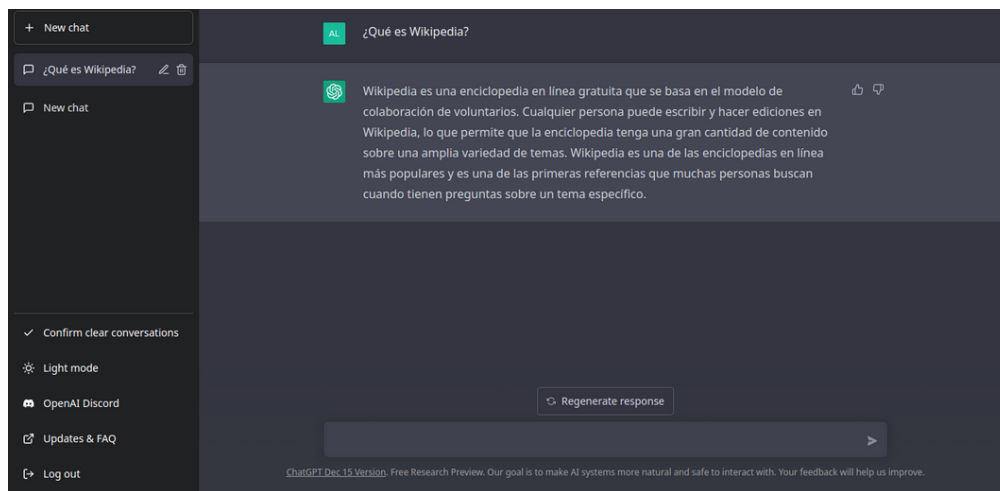 New chat
¿Qué es Wikipedia?
New chat
Confirm clear conversations
Light mode
OpenAI Discord
Updates & FAQ
Log out
AL
¿Qué es Wikipedia?
Wikipedia es una enciclopedia en línea gratuita que se basa en el modelo de
colaboración de voluntarios. Cualquier persona puede escribir y hacer ediciones en
Wikipedia, lo que permite que la enciclopedia tenga una gran cantidad de contenido
sobre una amplia variedad de temas. Wikipedia es una de las enciclopedias en línea
más populares y es una de las primeras referencias que muchas personas buscan
cuando tienen preguntas sobre un tema específico.
Regenerate response
ChatGPT Dec 15 Version. Free Research Preview. Our goal is to make AI systems more natural and safe to interact with. Your feedback will help us improve.